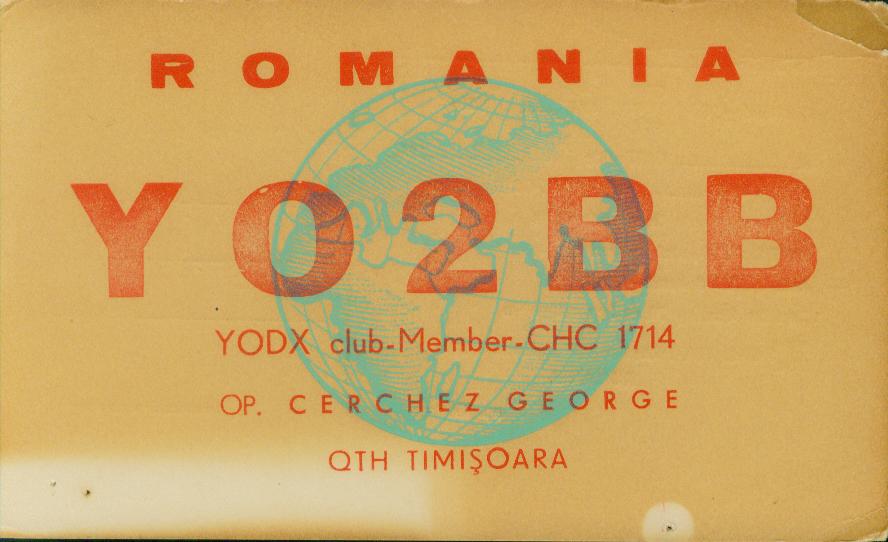 ROMANIA
YO2BB
YODX club-Member-CHC 1714
OP. CERCHEZ GEORGE
QTH TIMIŞOARA